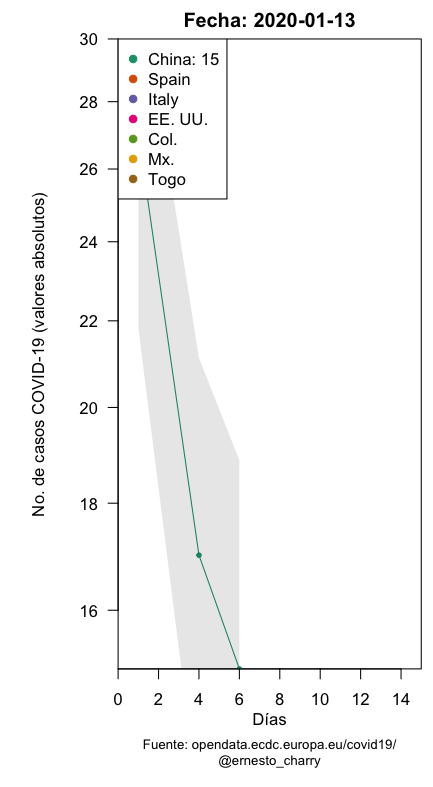 Fecha: 2020-01-13
30
28
26
24
22
20
18
16
No. de casos COVID-19 (valores absolutos)
China: 15
Spain
Italy
EE. UU.
Col.
Mx.
Togo
0 2 4 6 8 10 12 14
Días
Fuente: opendata.ecdc.europa.eu/covid19/
@ernesto_charry